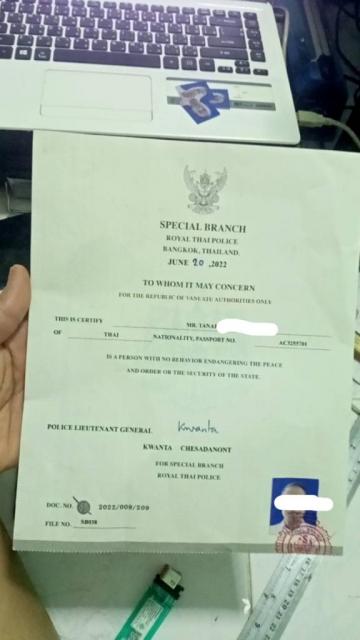 SPECIAL BRANCH
ROYAL THAI POLICE
BANGKOK, THAILAND.
JUNE 20 ,2022
TO WHOM IT MAY CONCERN
FOR THE REPUBLIC OF VANUATU AUTHORITIES ONLY
THIS IS CERTIFY MR. TANAI
OF THAI NATIONALITY, PASSPORT NO. AC3255701
IS A PERSON WITH NO BEHAVIOR ENDANGERING THE PEACE
AND ORDER OR THE SECURITY OF THE STATE.
POLICE LIEUTENANT GENERAL Kwanta
KWANTA CHESADANONT
FOR SPECIAL BRANCH
ROYAL THAI POLICE
DOC. NO. 2022/009/209
FILE NO. SB038